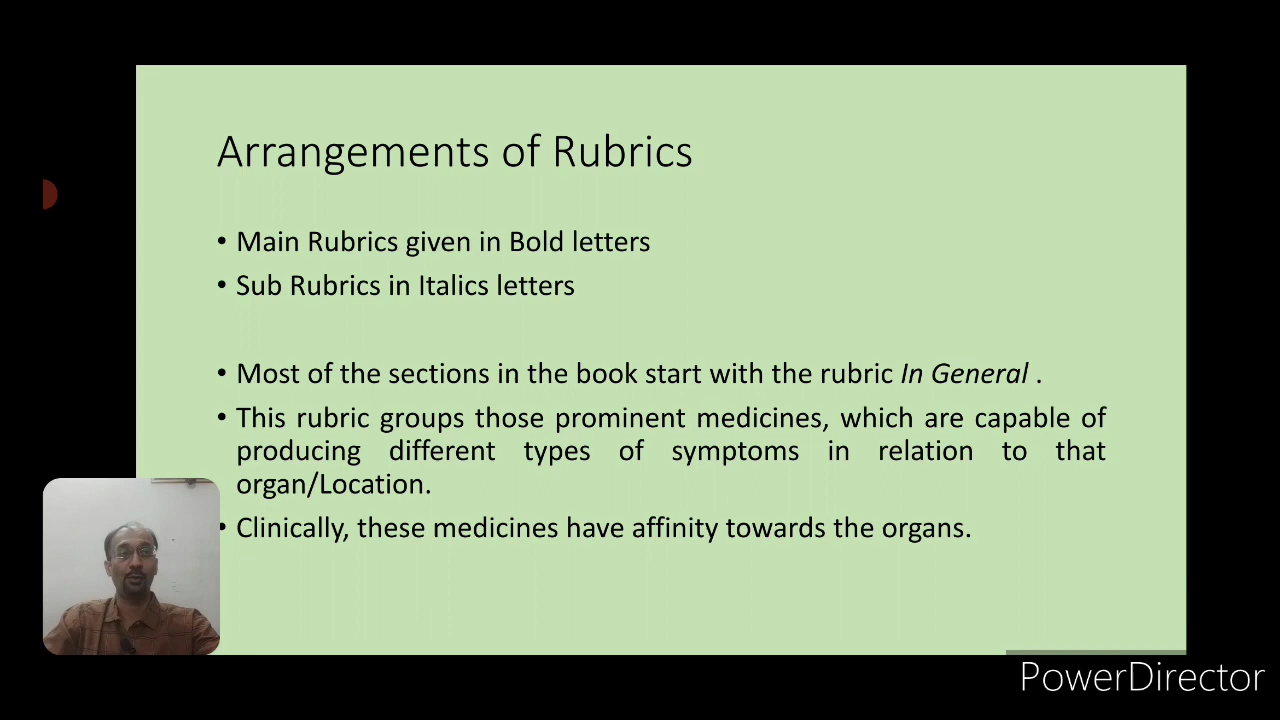 Arrangements of Rubrics
• Main Rubrics given in Bold letters
• Sub Rubrics in Italics letters
• Most of the sections in the book start with the rubric In General .
• This rubric groups those prominent medicines, which are capable of
producing different types of symptoms in relation to that
organ/Location.
• Clinically, these medicines have affinity towards the organs.
PowerDirector